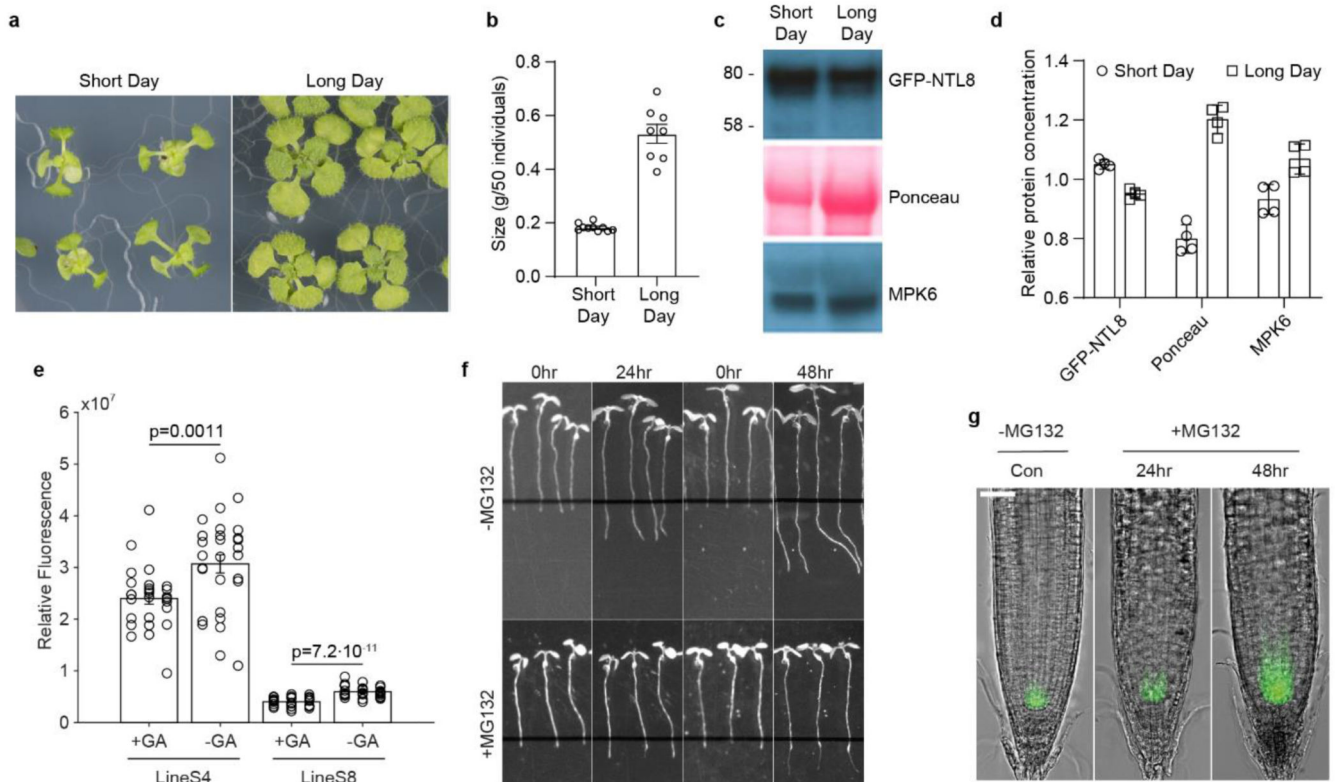 a
Short Day
Long Day
b
Size (g/50 individuals)
0.8
0.6
0.4
0.2
0.0
Short Day
Long Day
c
Short Day
Long Day
80 -
58 -
GFP-NTL8
Ponceau
MPK6
d
Relative protein concentration
1.4
1.2
1.0
0.8
0.6
Short Day
Long Day
GFP-NTL8
Ponceau
MPK6
e
x10⁷
Relative Fluorescence
6
5
4
3
2
1
0
p=0.0011
p=7.2·10⁻¹¹
+GA
-GA
+GA
-GA
LineS4
LineS8
f
0hr
24hr
0hr
48hr
-MG132
+MG132
g
-MG132
+MG132
Con
24hr
48hr